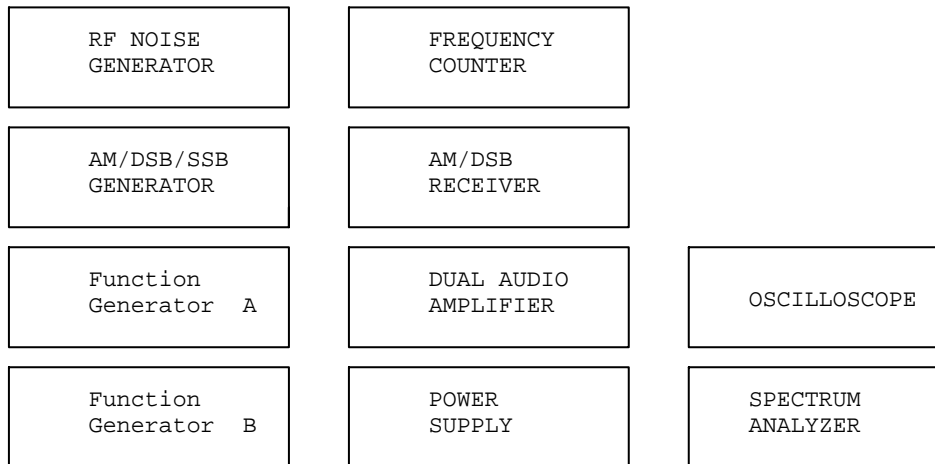 RF NOISE
GENERATOR
FREQUENCY
COUNTER
AM/DSB/SSB
GENERATOR
AM/DSB
RECEIVER
Function
Generator A
DUAL AUDIO
AMPLIFIER
OSCILLOSCOPE
Function
Generator B
POWER
SUPPLY
SPECTRUM
ANALYZER